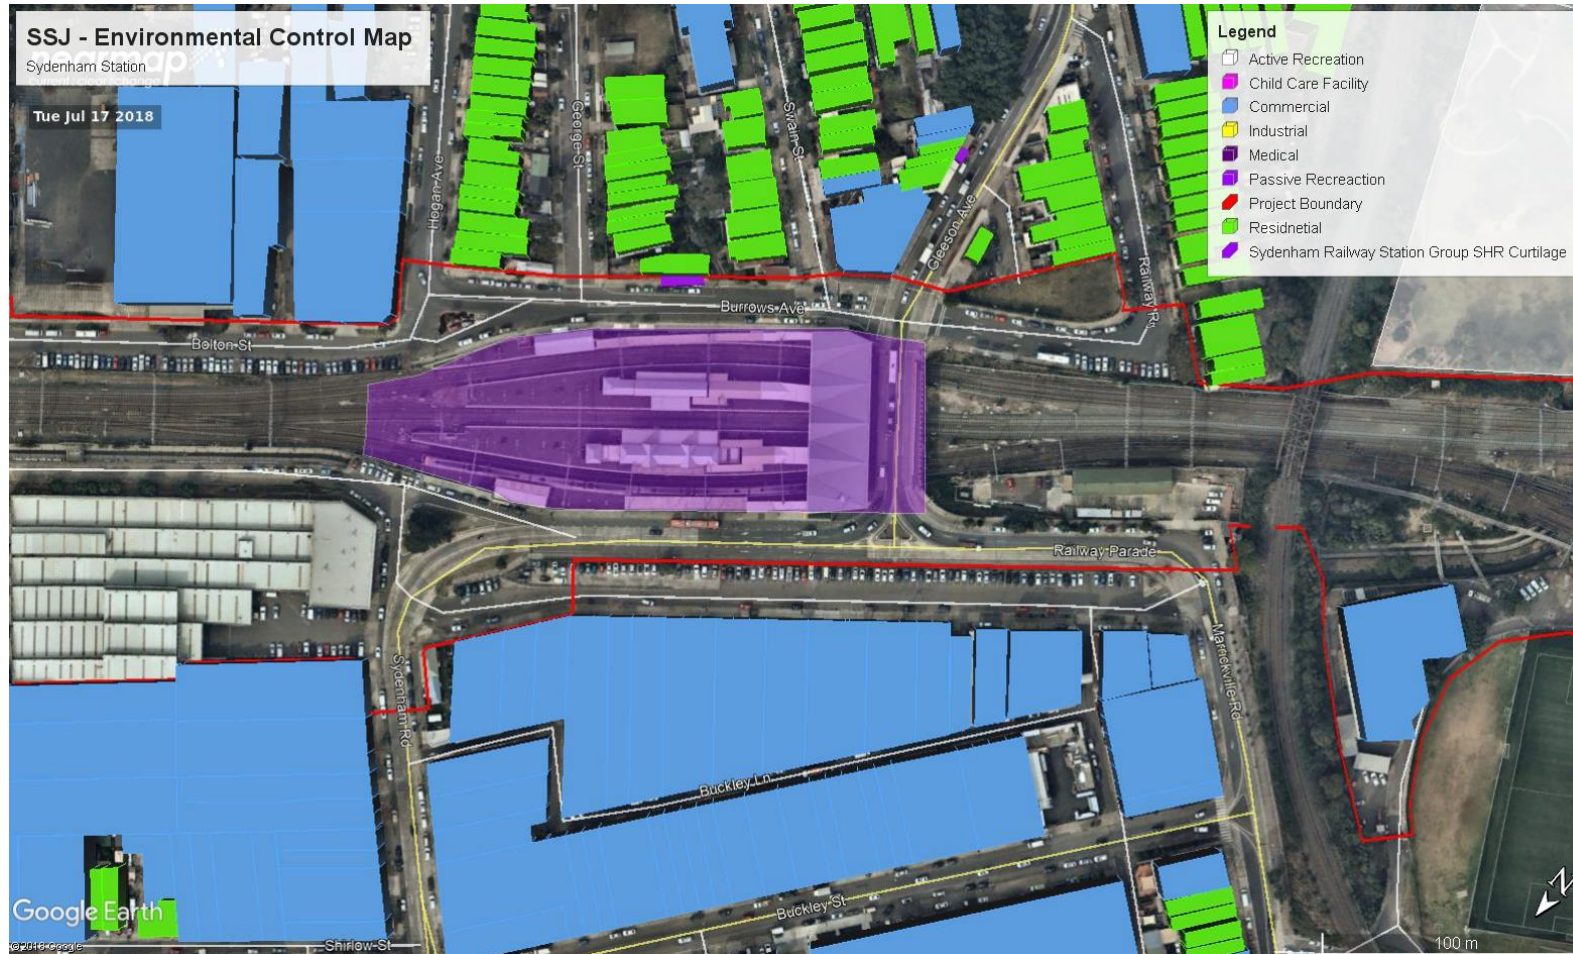 SSJ - Environmental Control Map
Sydenham Station
Tue Jul 17 2018
Legend
Active Recreation
Child Care Facility
Commercial
Industrial
Medical
Passive Recreaction
Project Boundary
Residnetial
Sydenham Railway Station Group SHR Curtilage
Hogan Ave
George St
Swain St
Gleeson Ave
Railway Rd
Burrows Ave
Bolton St
Railway Parade
Sydenham Rd
Marrickville Rd
Buckley Ln
Buckley St
Shirlow St
Google Earth
©2018 Google
100 m
N